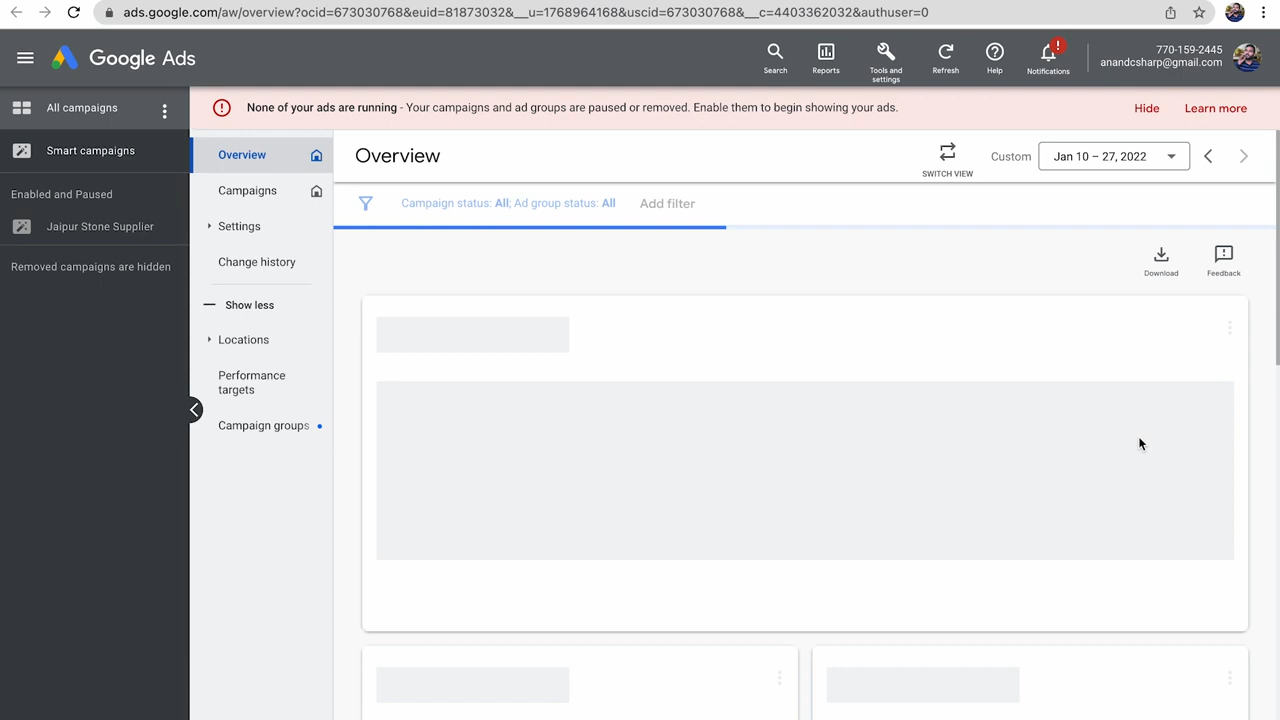 ads.google.com/aw/overview?ocid=673030768&euid=81873032&__u=1768964168&uscid=673030768&__c=4403362032&authuser=0
Google Ads
Search
Reports
Tools and settings
Refresh
Help
!
Notifications
770-159-2445
anandcsharp@gmail.com
All campaigns
Smart campaigns
Enabled and Paused
Jaipur Stone Supplier
Removed campaigns are hidden
None of your ads are running - Your campaigns and ad groups are paused or removed. Enable them to begin showing your ads.
Hide
Learn more
Overview
Campaigns
Settings
Change history
Show less
Locations
Performance
targets
Campaign groups
Overview
SWITCH VIEW
Custom
Jan 10 – 27, 2022
Campaign status: All; Ad group status: All
Add filter
Download
Feedback